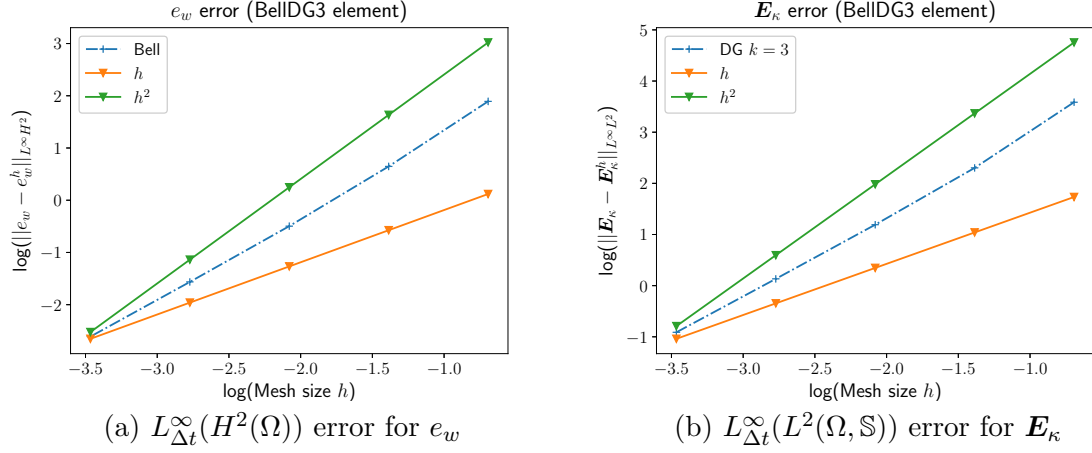 e_w error (BellDG3 element)
log(||e_w − e_w^h||_{L^∞H^2})
3
2
1
0
−1
−2
Bell
h
h^2
−3.5 −3.0 −2.5 −2.0 −1.5 −1.0
log(Mesh size h)
(a) L^∞_{Δt}(H^2(Ω)) error for e_w
E_κ error (BellDG3 element)
log(||E_κ − E_κ^h||_{L^∞L^2})
5
4
3
2
1
0
−1
DG k = 3
h
h^2
−3.5 −3.0 −2.5 −2.0 −1.5 −1.0
log(Mesh size h)
(b) L^∞_{Δt}(L^2(Ω, 𝕊)) error for E_κ